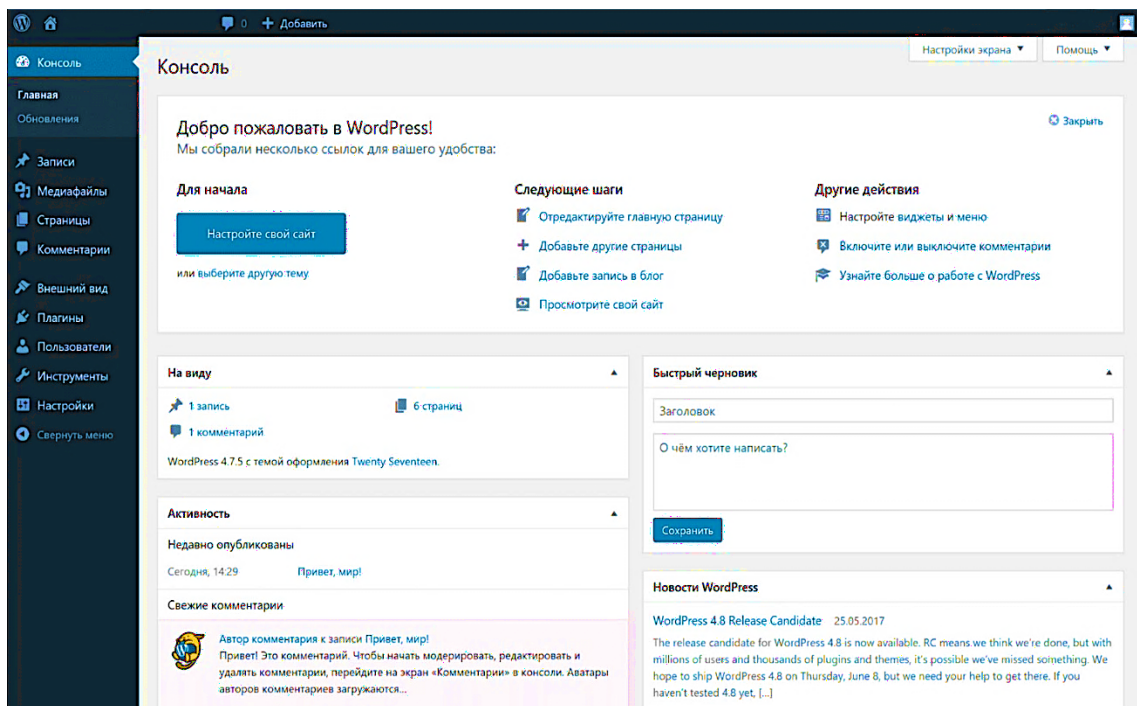 0 Добавить
Настройки экрана Помощь
Консоль
Главная
Обновления
Записи
Медиафайлы
Страницы
Комментарии
Внешний вид
Плагины
Пользователи
Инструменты
Настройки
Свернуть меню
Консоль
Добро пожаловать в WordPress!
Мы собрали несколько ссылок для вашего удобства:
Закрыть
Для начала
Настройте свой сайт
или выберите другую тему
Следующие шаги
Отредактируйте главную страницу
Добавьте другие страницы
Добавьте запись в блог
Просмотрите свой сайт
Другие действия
Настройте виджеты и меню
Включите или выключите комментарии
Узнайте больше о работе с WordPress
На виду
1 запись 6 страниц
1 комментарий
WordPress 4.7.5 с темой оформления Twenty Seventeen.
Активность
Недавно опубликованы
Сегодня, 14:29 Привет, мир!
Свежие комментарии
Автор комментария к записи Привет, мир!
Привет! Это комментарий. Чтобы начать модерировать, редактировать и
удалять комментарии, перейдите на экран «Комментарии» в консоли. Аватары
авторов комментариев загружаются...
Быстрый черновик
Заголовок
О чём хотите написать?
Сохранить
Новости WordPress
WordPress 4.8 Release Candidate 25.05.2017
The release candidate for WordPress 4.8 is now available. RC means we think we're done, but with
millions of users and thousands of plugins and themes, it's possible we've missed something. We
hope to ship WordPress 4.8 on Thursday, June 8, but we need your help to get there. If you
haven't tested 4.8 yet, [...]